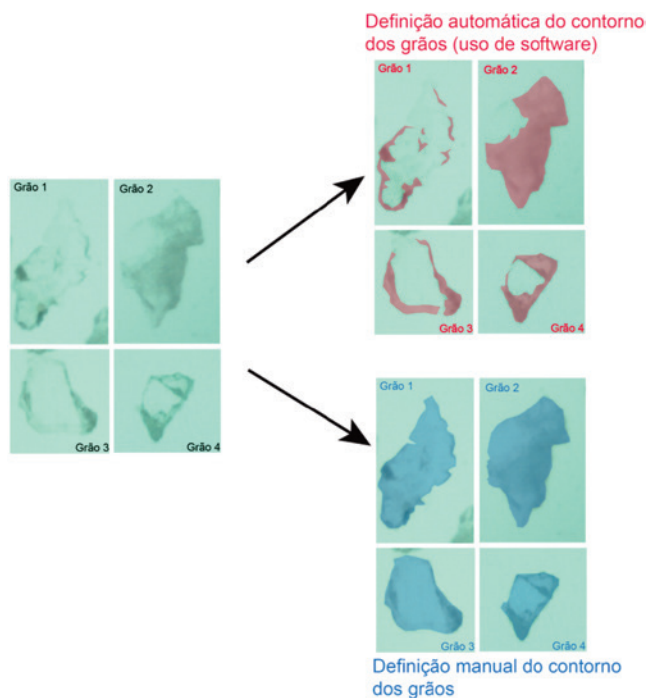 Definição automática do contorno
dos grãos (uso de software)
Grão 1
Grão 2
Grão 3
Grão 4
Grão 1
Grão 2
Grão 3
Grão 4
Grão 1
Grão 2
Grão 3
Grão 4
Definição manual do contorno
dos grãos